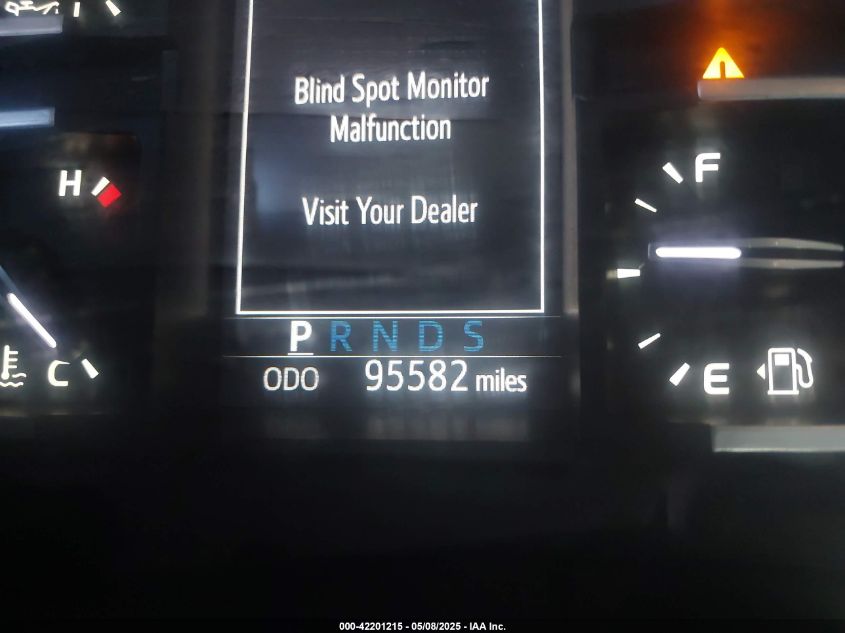 Blind Spot Monitor
Malfunction
Visit Your Dealer
H
F
P R N D S
C
E
ODO 95582 miles
000-42201215 - 05/08/2025 - IAA Inc.